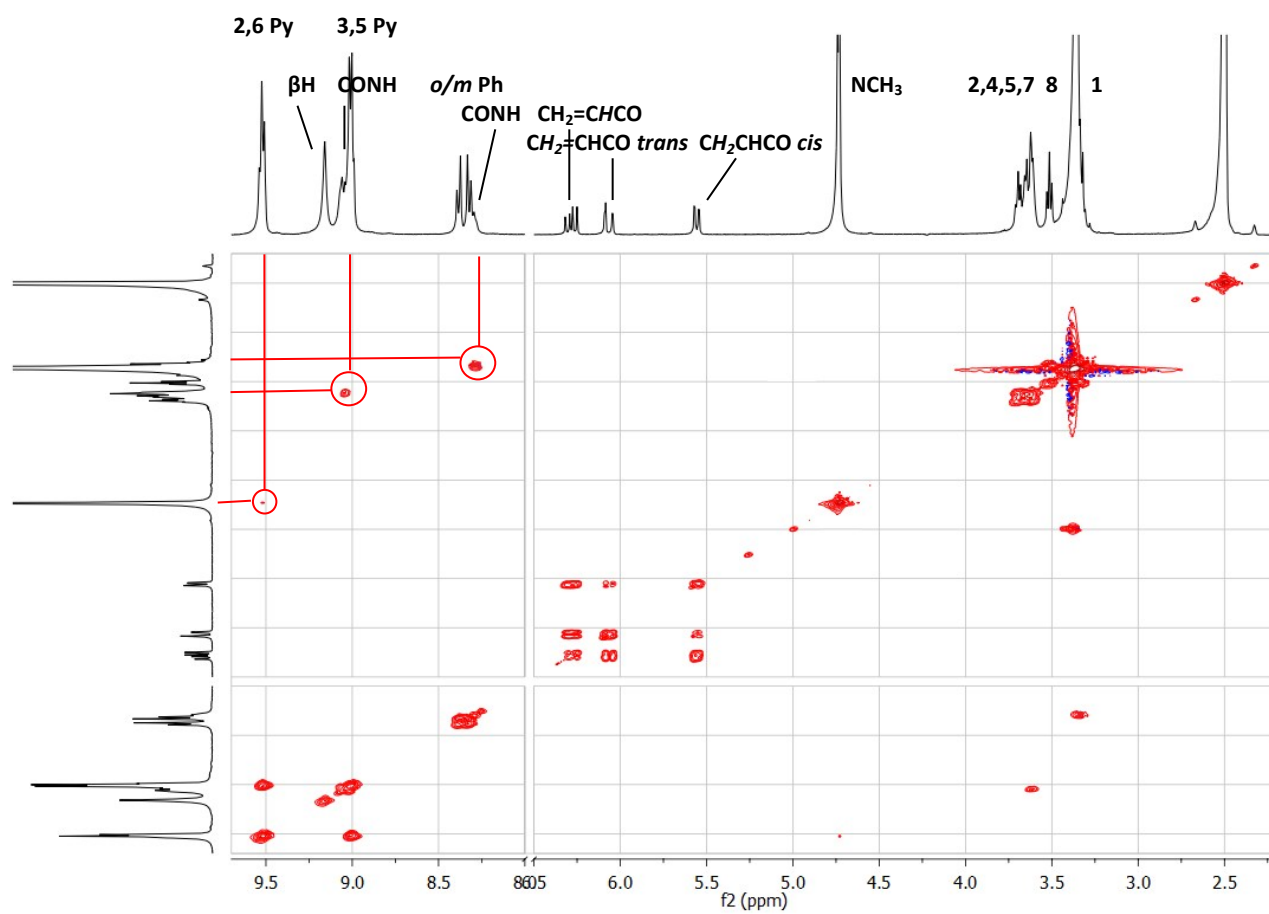 2,6 Py 3,5 Py
βH CONH o/m Ph NCH₃ 2,4,5,7 8 1
CONH CH₂=CHCO
CH₂=CHCO trans CH₂CHCO cis
9.5 9.0 8.5 6.0 5.0 4.5 4.0 3.5 3.0 2.5
f2 (ppm)